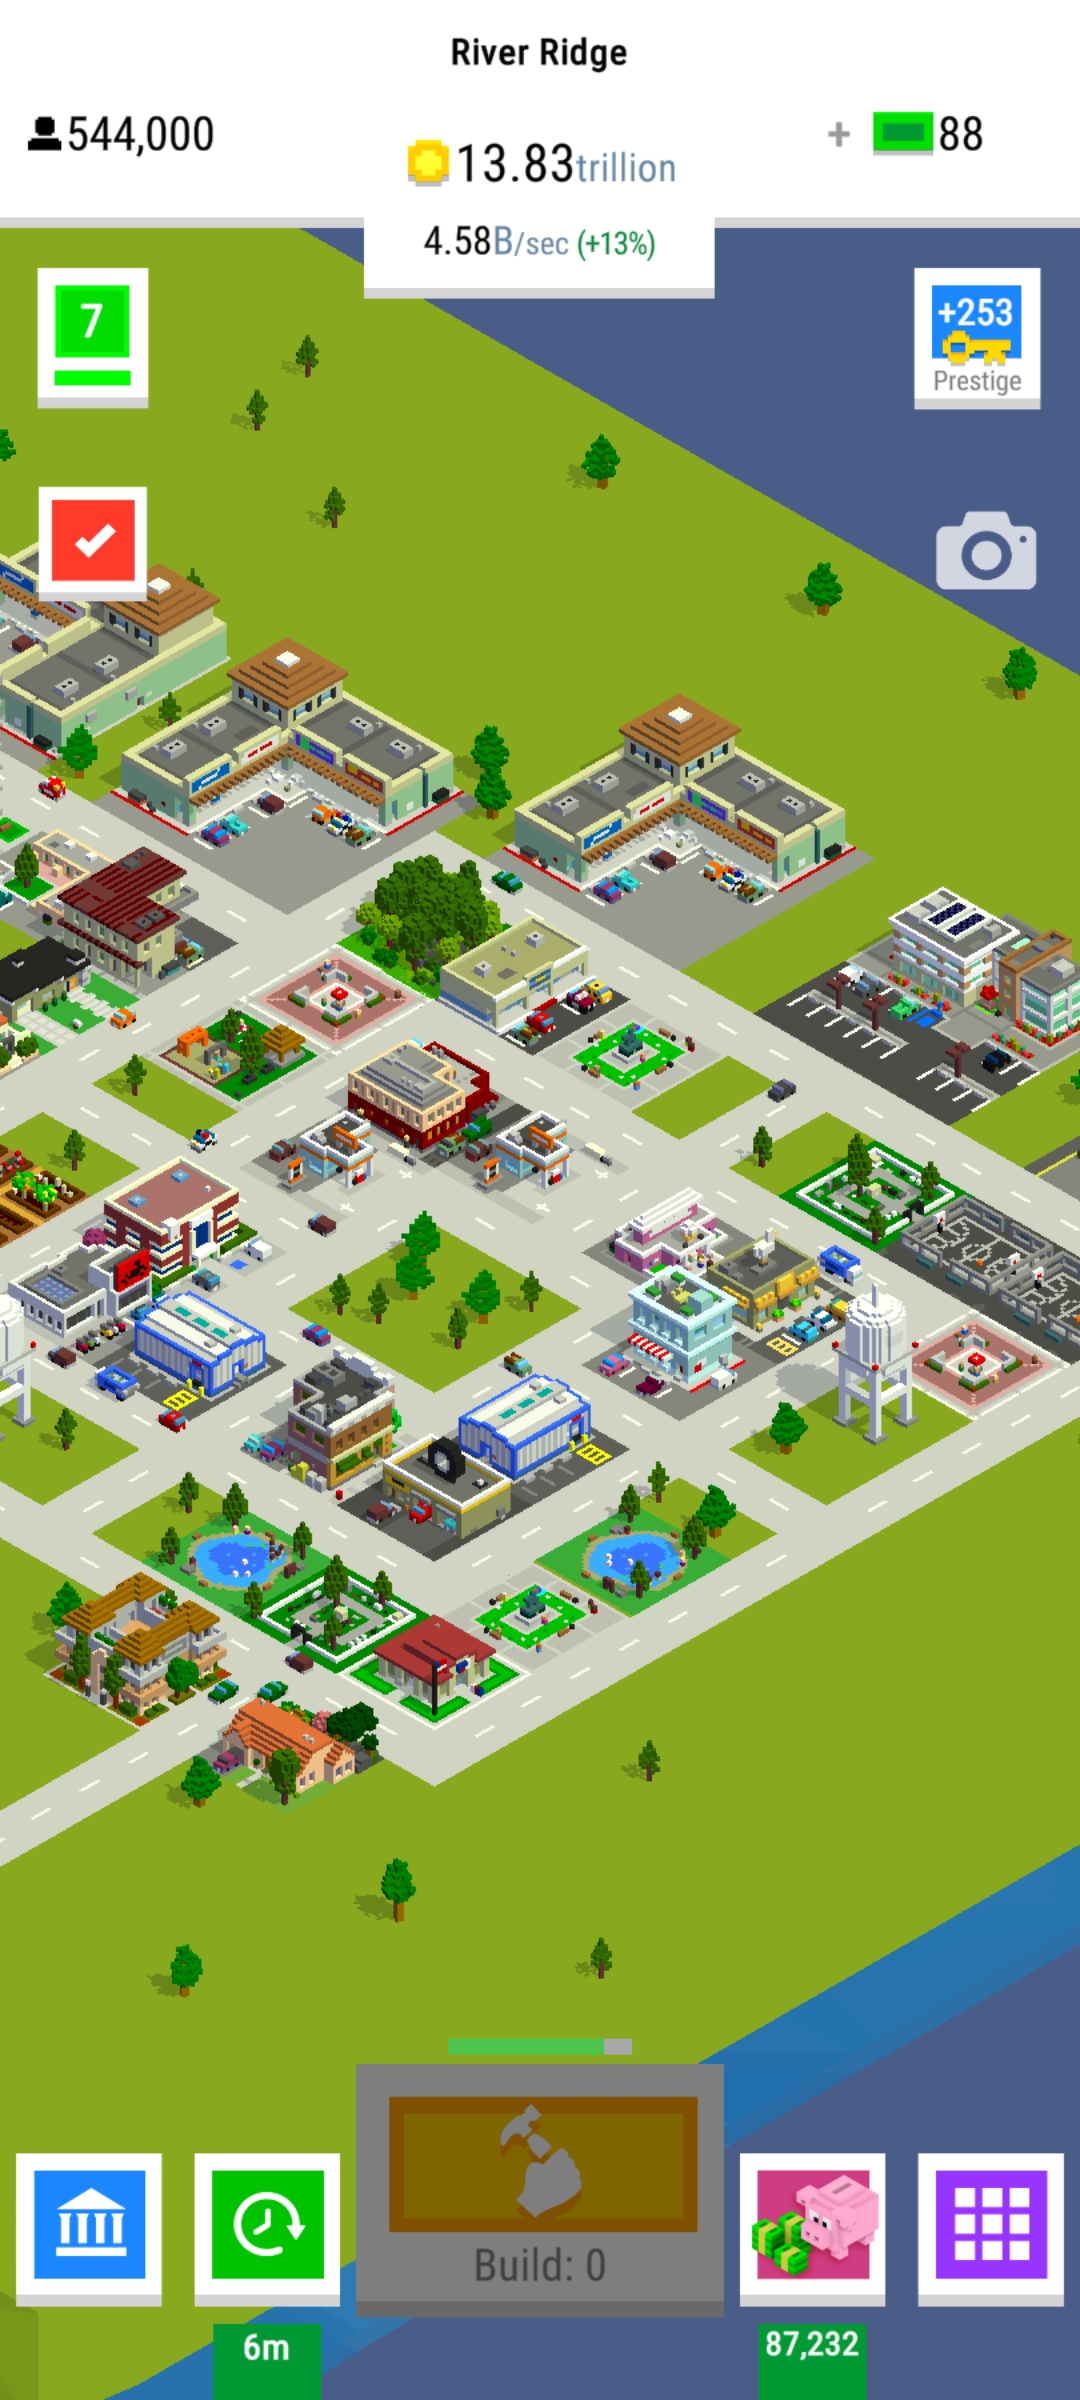 River Ridge
544,000
13.83trillion
+ 88
4.58B/sec (+13%)
7
+253
Prestige
Build: 0
6m
87,232